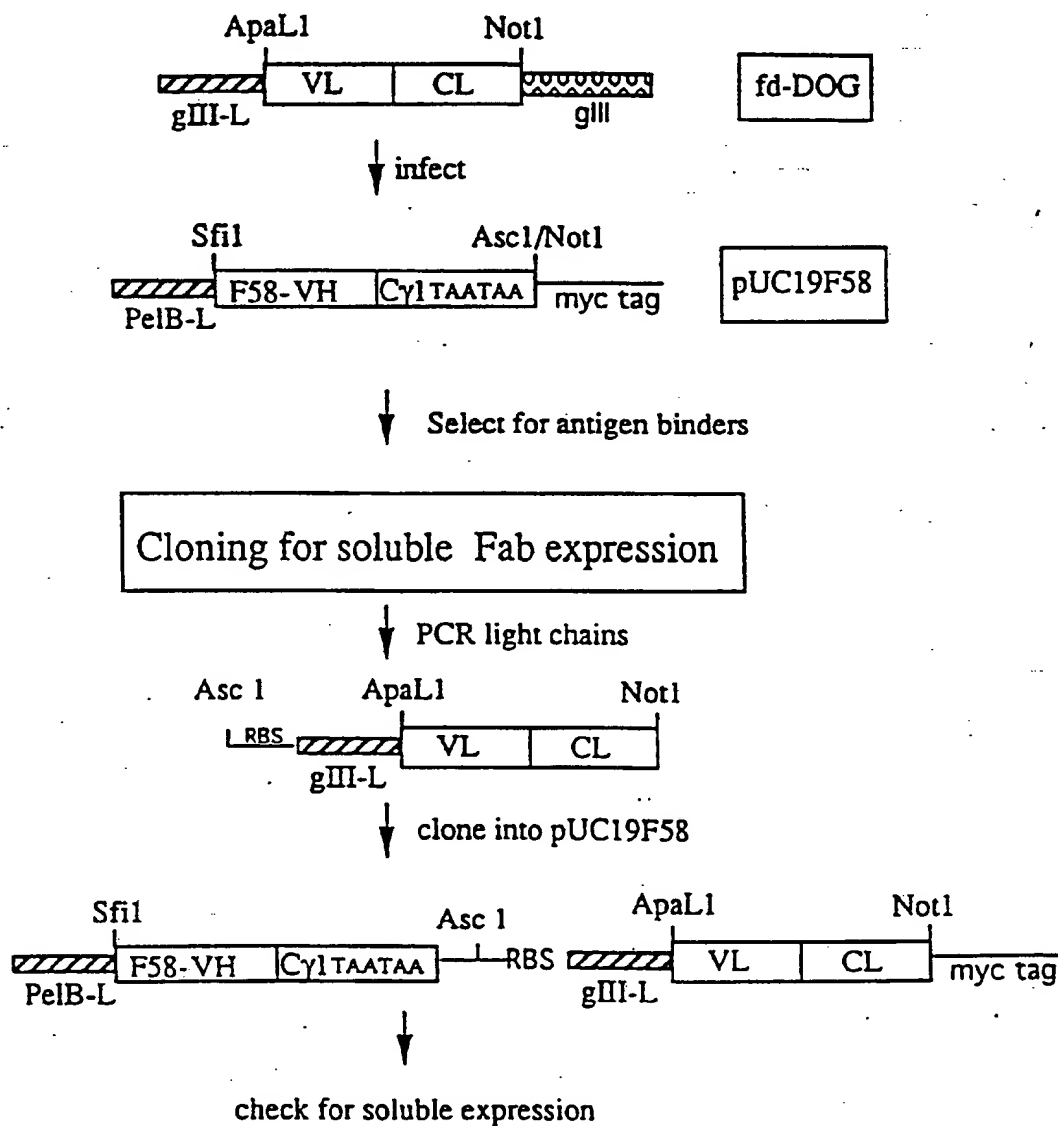 ApaL1 Not1
VL CL fd-DOG
gIII-L gIII
infect
Sfi1 Asc1/Not1
F58-VH Cγ1 TAATAA pUC19F58
PelB-L myc tag
Select for antigen binders
Cloning for soluble Fab expression
PCR light chains
Asc 1 ApaL1 Not1
RBS VL CL
gIII-L
clone into pUC19F58
Sfi1 Asc 1 ApaL1 Not1
F58-VH Cγ1 TAATAA RBS VL CL
PelB-L gIII-L myc tag
check for soluble expression